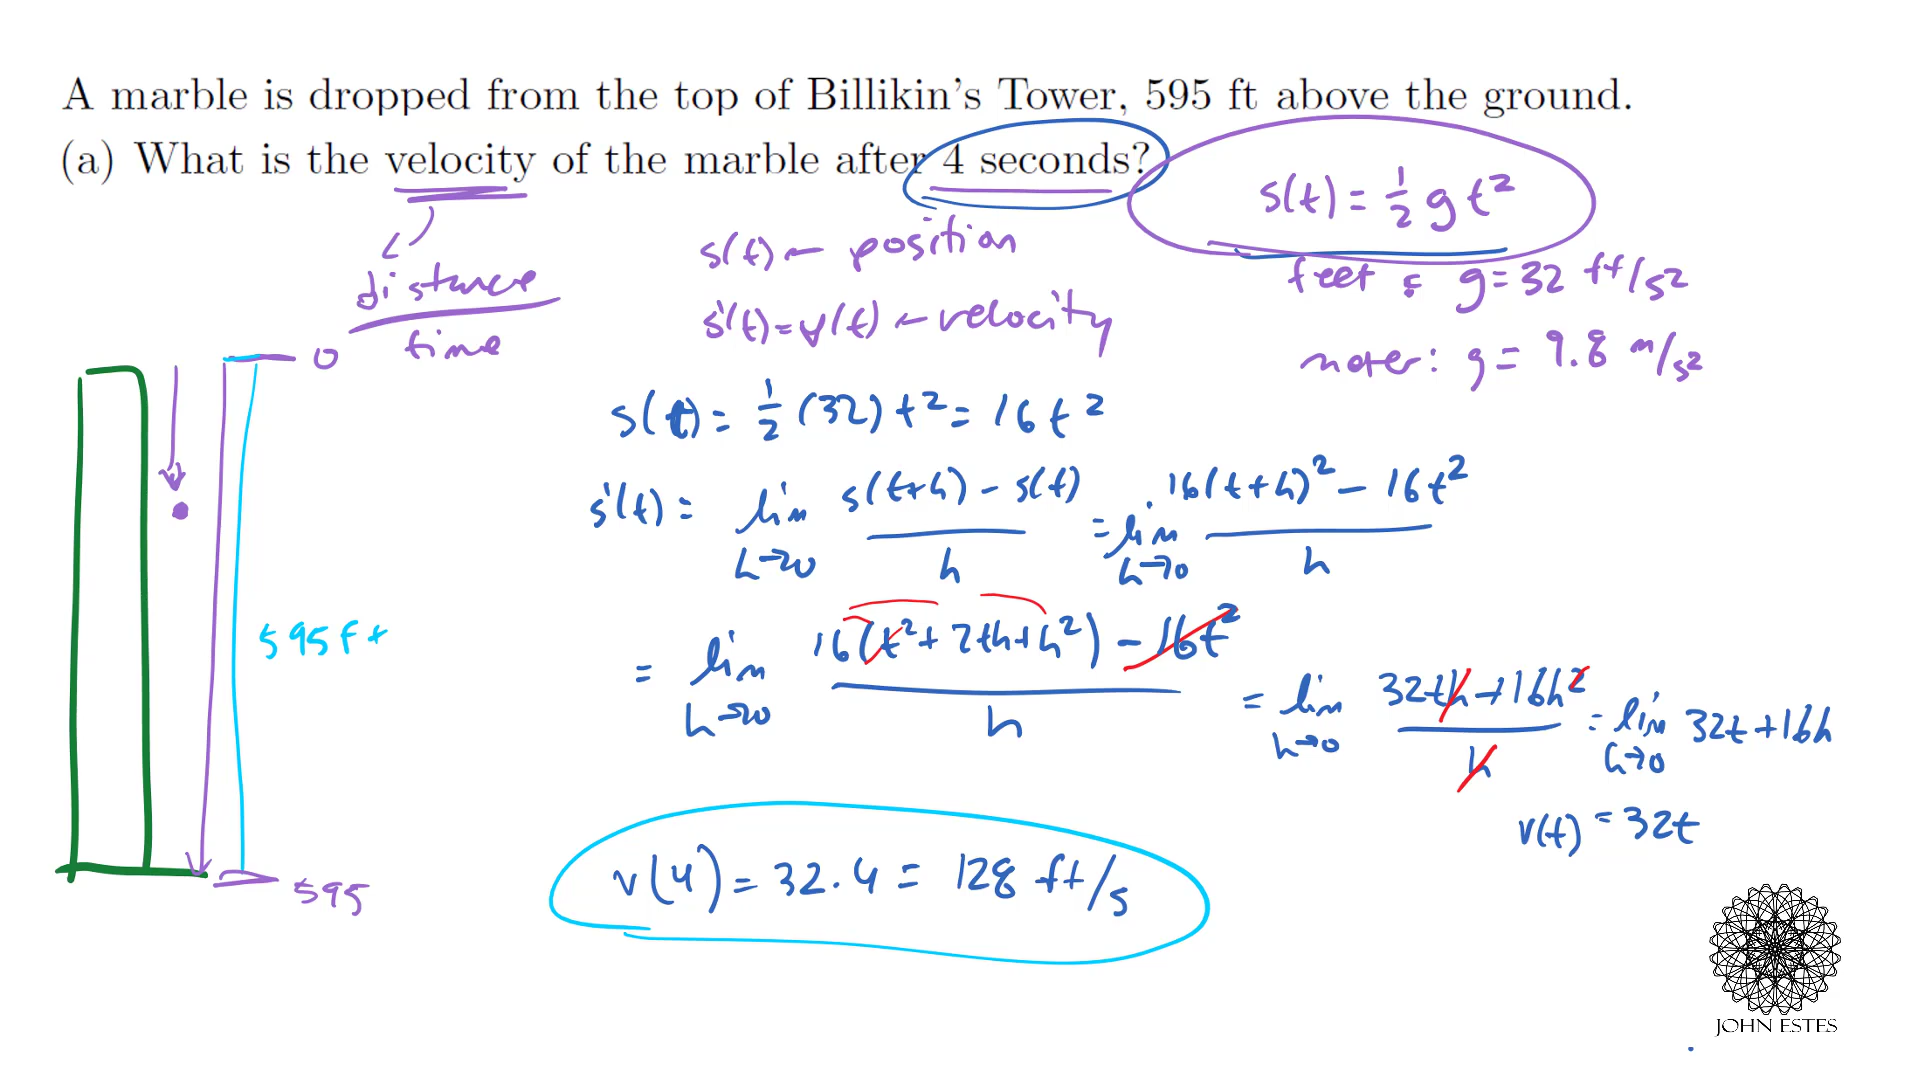 A marble is dropped from the top of Billikin's Tower, 595 ft above the ground.
(a) What is the velocity of the marble after 4 seconds?
s(t) = 1/2 g t²
s(t) ← position
feet : g = 32 ft/s²
distance / time
s'(t) = v(t) ← velocity
0
meter : g = 9.8 m/s²
s(t) = 1/2 (32) t² = 16t²
s'(t) = lim h→0 (s(t+h) - s(t)) / h = lim h→0 (16(t+h)² - 16t²) / h
595 ft
= lim h→0 (16(t² + 2th + h²) - 16t²) / h = lim h→0 (32th + 16h²) / h = lim h→0 32t + 16h
v(t) = 32t
v(4) = 32 · 4 = 128 ft/s
595
JOHN ESTES